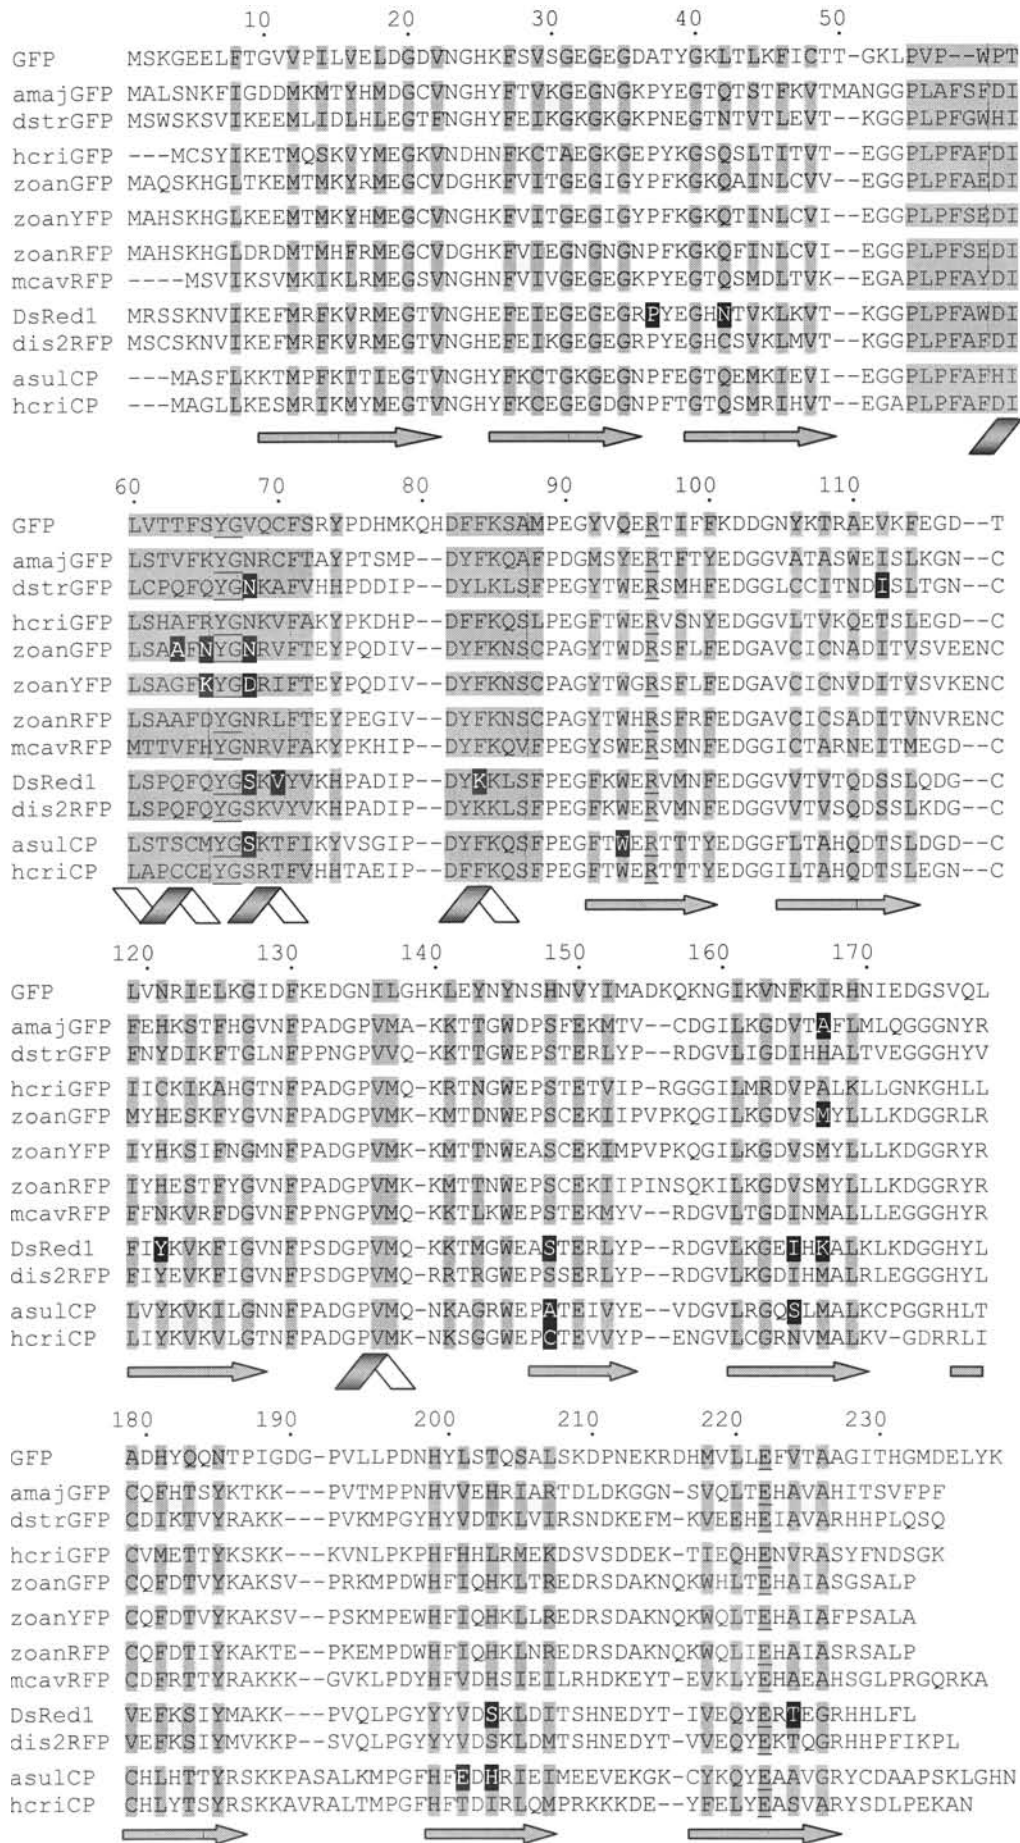 10 20 30 40 50
GFP MSKGEELFTGVVPILVELDGDVNGHKFSVSGEGEGDATYGKLTLKFICTT-GKLPVP--WPT
amajGFP MALSNKFIGDDMKMTYHMDGCVNGHYFTVKGEGNGKPYEGTQTSTFKVTMANGGPLAFSFDI
dstrGFP MSWSKSVIKEEMLIDLHLEGTFNGHYFEIKGKGKGKPNEGTNTVTLEVT--KGGPLPFGWHI
hcriGFP ---MCSYIKETMQSKVYMEGKVNDHNFKCTAEGKGEPYKGSQSLTITVT--EGGPLPFAFDI
zoanGFP MAQSKHGLTKEMTMKYRMEGCVDGHKFVITGEGIGYPFKGKQAINLCVV--EGGPLPFAEDI
zoanYFP MAHSKHGLKEEMTMKYHMEGCVNGHKFVITGEGIGYPFKGKQTINLCVI--EGGPLPFSEDI
zoanRFP MAHSKHGLDRDMTMHFRMEGCVDGHKFVIEGNGNGNPFKGKQFINLCVI--EGGPLPFSEDI
mcavRFP ----MSVIKSVMKIKLRMEGSVNGHNFVIVGEGEGKPYEGTQSMDLTVK--EGAPLPFAYDI
DsRed1 MRSSKNVIKEFMRFKVRMEGTVNGHEFEIEGEGEGRPYEGHNTVKLKVT--KGGPLPFAWDI
dis2RFP MSCSKNVIKEFMRFKVRMEGTVNGHEFEIKGEGEGRPYEGHCSVKLMVT--KGGPLPFAFDI
asulCP ---MASFLKKTMPFKTTIEGTVNGHYFKCTGKGEGNPFEGTQEMKIEVI--EGGPLPFAFHI
hcriCP ---MAGLLKESMRIKMYMEGTVNGHYFKCEGEGDGNPFTGTQSMRIHVT--EGAPLPFAFDI
60 70 80 90 100 110
GFP LVTTFSYGVQCFSRYPDHMKQHDFFKSAMPEGYVQERTIFFKDDGNYKTRAEVKFEGD--T
amajGFP LSTVFKYGNRCFTAYPTSMP--DYFKQAFPDGMSYERTFTYEDGGVATASWEISLKGN--C
dstrGFP LCPQFQYGNKAFVHHPDDIP--DYLKLSFPEGYTWERSMHFEDGGLCCITNDISLTGN--C
hcriGFP LSHAFRYGNKVFAKYPKDHP--DFFKQSLPEGFTWERVSNYEDGGVLTVKQETSLEGD--C
zoanGFP LSAAFNYGNRVFTEYPQDIV--DYFKNSCPAGYTWDRSFLFEDGAVCICNADITVSVEENC
zoanYFP LSAGFKYGDRIFTEYPQDIV--DYFKNSCPAGYTWGRSFLFEDGAVCICNVDITVSVKENC
zoanRFP LSAAFDYGNRLFTEYPEGIV--DYFKNSCPAGYTWHRSFRFEDGAVCICSADITVNVRENC
mcavRFP MTTVFHYGNRVFAKYPKHIP--DYFKQVFPEGYSWERSMNFEDGGICTARNEITMEGD--C
DsRed1 LSPQFQYGSKVYVKHPADIP--DYKKLSFPEGFKWERVMNFEDGGVVTVTQDSSLQDG--C
dis2RFP LSPQFQYGSKVYVKHPADIP--DYKKLSFPEGFKWERVMNFEDGGVVTVSQDSSLKDG--C
asulCP LSTSCMYGSKTFIKYVSGIP--DYFKQSFPEGFTWERTTTYEDGGFLTAHQDTSLDGD--C
hcriCP LAPCCEYGSRTFVHHTAEIP--DFFKQSFPEGFTWERTTTYEDGGILTAHQDTSLEGN--C
120 130 140 150 160 170
GFP LVNRIELKGIDFKEDGNILGHKLEYNYNSHNVYIMADKQKNGIKVNFKIRHNIEDGSVQL
amajGFP FEHKSTFHGVNFPADGPVMA-KKTTGWDPSFEKMTV--CDGILKGDVTAFLMLQGGGNYR
dstrGFP FNYDIKFTGLNFPPNGPVVQ-KKTTGWEPSTERLYP--RDGVLIGDIHHALTVEGGGHYV
hcriGFP IICKIKAHGTNFPADGPVMQ-KRTNGWEPSTETVIP-RGGGILMRDVPALKLLGNKGHLL
zoanGFP MYHESKFYGVNFPADGPVMK-KMTDNWEPSCEKIIPVPKQGILKGDVSMYLLLKDGGRLR
zoanYFP IYHKSIFNGMNFPADGPVMK-KMTTNWEASCEKIMPVPKQGILKGDVSMYLLLKDGGRYR
zoanRFP IYHESTFYGVNFPADGPVMK-KMTTNWEPSCEKIIPINSQKILKGDVSMYLLLKDGGRYR
mcavRFP FFNKVRFDGVNFPPNGPVMQ-KKTLKWEPSTEKMYV--RDGVLTGDINMALLLEGGGHYR
DsRed1 FIYKVKFIGVNFPSDGPVMQ-KKTMGWEASTERLYP--RDGVLKGEIHKALKLKDGGHYL
dis2RFP FIYEVKFIGVNFPSDGPVMQ-RRTRGWEPSSERLYP--RDGVLKGDIHMALRLEGGGHYL
asulCP LVYKVKILGNNFPADGPVMQ-NKAGRWEPATEIVYE--VDGVLRGQSLMALKCPGGRHLT
hcriCP LIYKVKVLGTNFPADGPVMK-NKSGGWEPCTEVVYP--ENGVLCGRNVMALKV-GDRRLI
180 190 200 210 220 230
GFP ADHYQQNTPIGDG-PVLLPDNHYLSTQSALSKDPNEKRDHMVLLEFVTAAGITHGMDELYK
amajGFP CQFHTSYKTKK---PVTMPPNHVVEHRIARTDLDKGGN-SVQLTEHAVAHITSVFPF
dstrGFP CDIKTVYRAKK---PVKMPGYHYVDTKLVIRSNDKEFM-KVEEHEIAVARHHPLQSQ
hcriGFP CVMETTYKSKK---KVNLPKPHFHHLRMEKDSVSDDEK-TIEQHENVRASYFNDSGK
zoanGFP CQFDTVYKAKSV--PRKMPDWHFIQHKLTREDRSDAKNQKWHLTEHAIASGSALP
zoanYFP CQFDTVYKAKSV--PSKMPEWHFIQHKLLREDRSDAKNQKWQLTEHAIAFPSALA
zoanRFP CQFDTIYKAKTE--PKEMPDWHFIQHKLNREDRSDAKNQKWQLIEHAIASRSALP
mcavRFP CDFRTTYRAKKK--GVKLPDYHFVDHSIEILRHDKEYT-EVKLYEHAEAHSGLPRGQRKA
DsRed1 VEFKSIYMAKK---PVQLPGYYYVDSKLDITSHNEDYT-IVEQYERTEGRHHLFL
dis2RFP VEFKSIYMVKKP--SVQLPGYYYVDSKLDMTSHNEDYT-VVEQYEKTQGRHHPFIKPL
asulCP CHLHTTYRSKKPASALKMPGFHFEDHRIEIMEEVEKGK-CYKQYEAAVGRYCDAAPSKLGHN
hcriCP CHLYTSYRSKKAVRALTMPGFHFTDIRLQMPRKKKDE--YFELYEASVARYSDLPEKAN